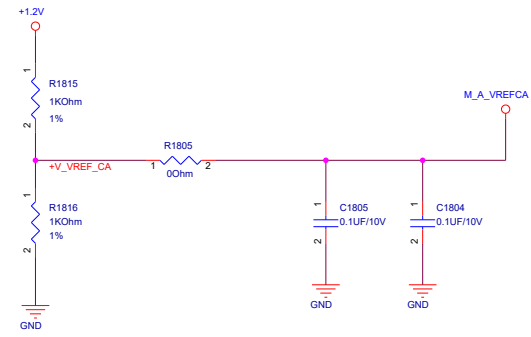 +1.2V
1
R1815
1KOhm
1%
2
M_A_VREFCA
R1805
+V_VREF_CA
1
2
0Ohm
1
R1816
1KOhm
1%
2
1
C1805
0.1UF/10V
2
1
C1804
0.1UF/10V
2
GND
GND
GND